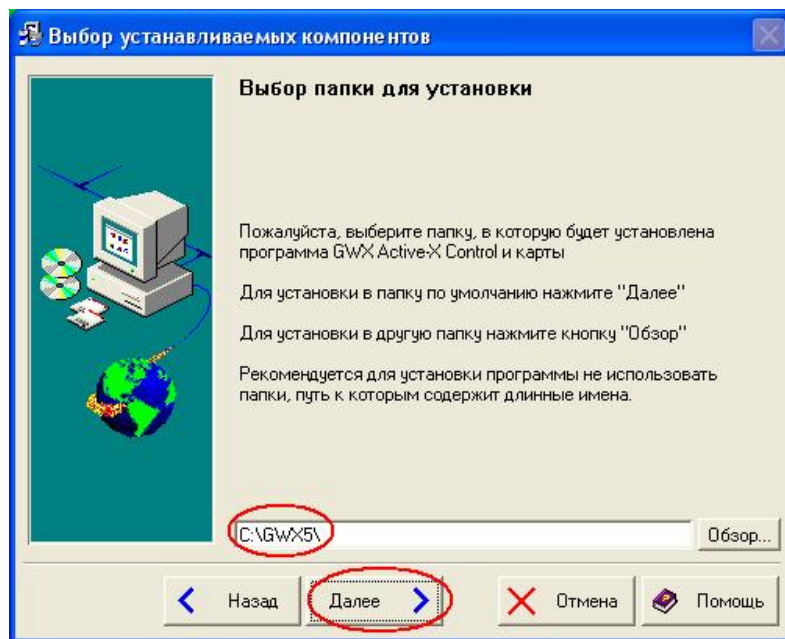 Выбор устанавливаемых компонентов
Выбор папки для установки
Пожалуйста, выберите папку, в которую будет установлена
программа GWX Active-X Control и карты
Для установки в папку по умолчанию нажмите "Далее"
Для установки в другую папку нажмите кнопку "Обзор"
Рекомендуется для установки программы не использовать
папки, путь к которым содержит длинные имена.
C:\GWX5\
Обзор...
Назад
Далее
Отмена
Помощь